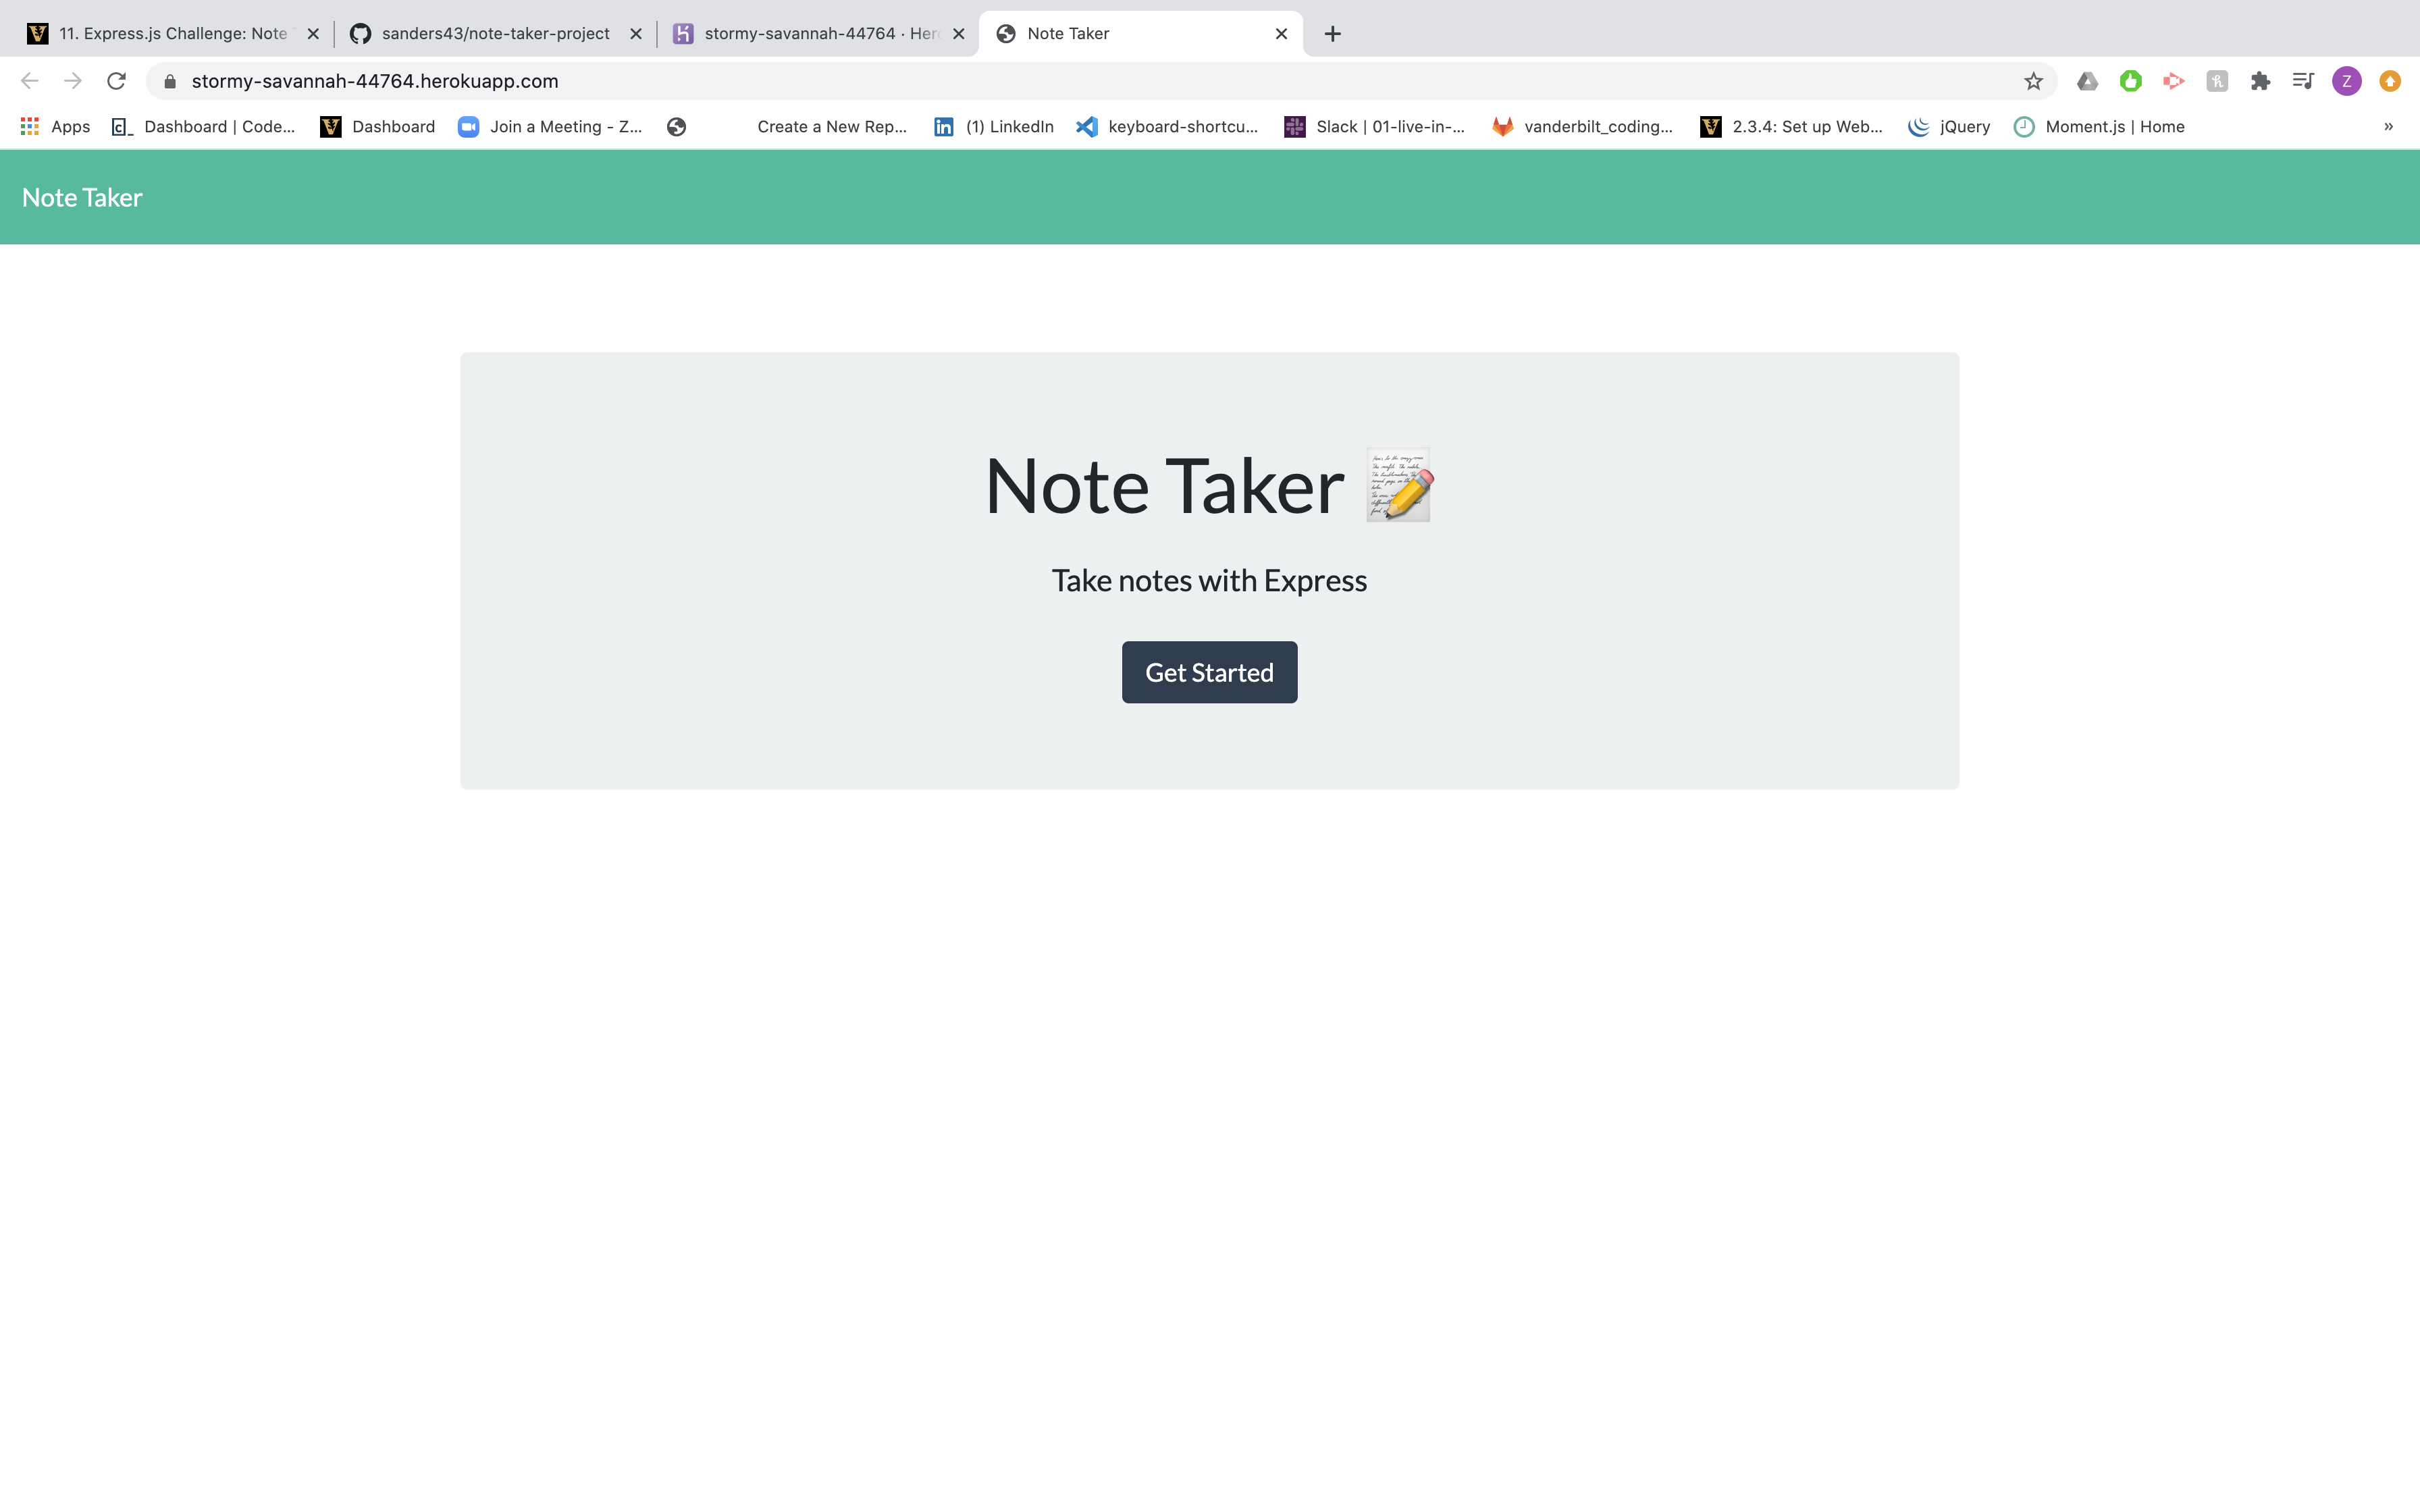 11. Express.js Challenge: Note
sanders43/note-taker-project
stormy-savannah-44764 · Her
Note Taker
stormy-savannah-44764.herokuapp.com
Z
Apps
Dashboard | Code...
Dashboard
Join a Meeting - Z...
Create a New Rep...
(1) LinkedIn
keyboard-shortcu...
Slack | 01-live-in-...
vanderbilt_coding...
2.3.4: Set up Web...
jQuery
Moment.js | Home
»
Note Taker
Note Taker
Take notes with Express
Get Started